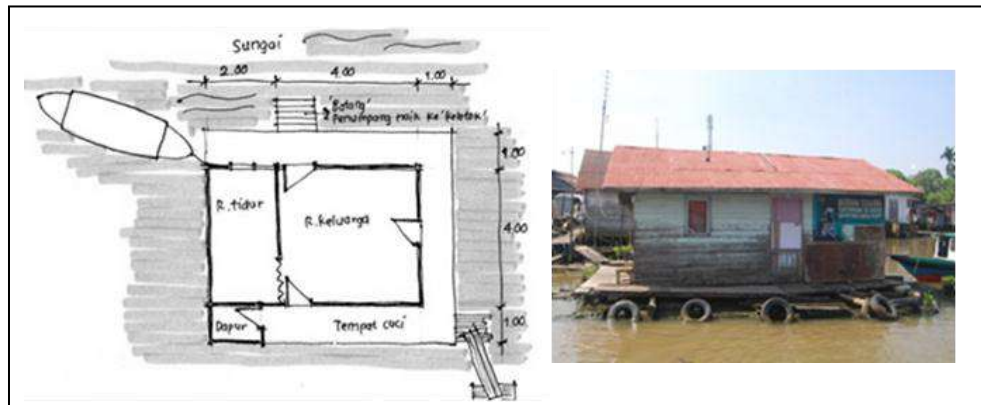 Sungai
2.00 4.00 1.00
'Batang'
Penumpang naik ke 'kelotok'
1.00
R. tidur
R. keluarga
4.00
Dapur
Tempat cuci
1.00